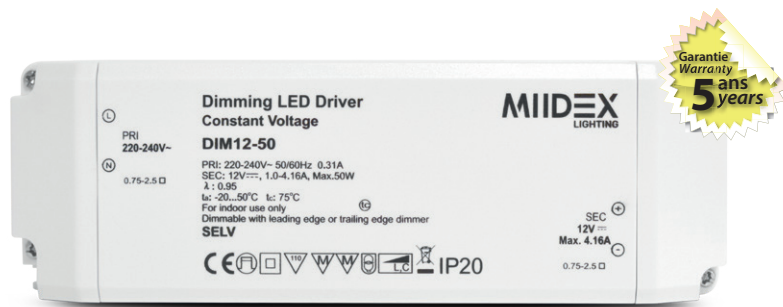 Garantie
Warranty
5 ans
years
Dimming LED Driver
Constant Voltage
DIM12-50
MIIDEX
LIGHTING
L
PRI
220-240V~
N
0.75-2.5
PRI: 220-240V~ 50/60Hz 0.31A
SEC: 12V⎓, 1.0-4.16A, Max.50W
λ : 0.95
ta: -20...50°C tc: 75°C
tc
For indoor use only
Dimmable with leading edge or trailing edge dimmer
SELV
+
SEC
12V ⎓
Max. 4.16A
-
0.75-2.5
CE 110 M M L,C IP20